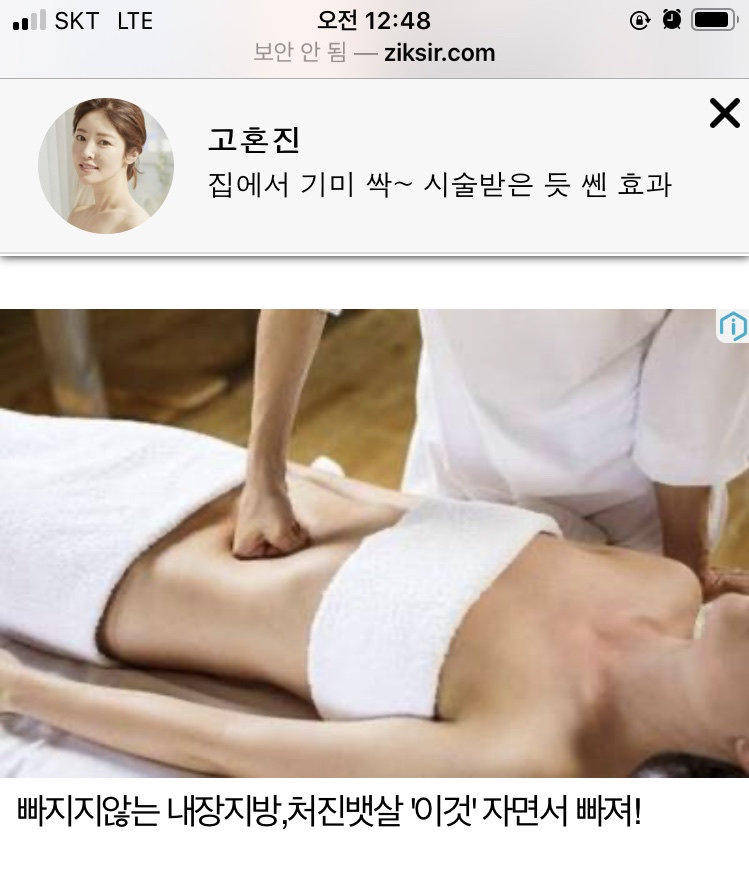 SKT LTE 오전 12:48
보안 안 됨 — ziksir.com
고혼진
집에서 기미 싹~ 시술받은 듯 쎈 효과
빠지지않는 내장지방,처진뱃살 '이것' 자면서 빠져!